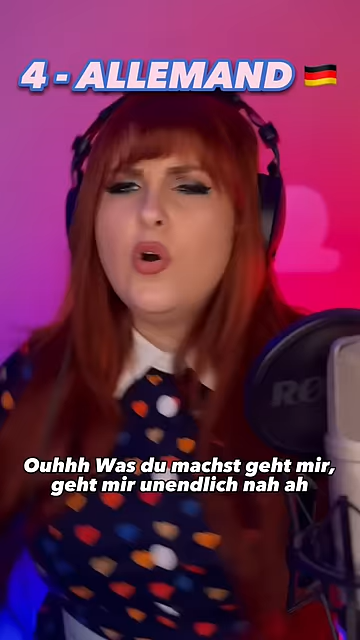 4 - ALLEMAND 🇩🇪
Ouhhh Was du machst geht mir,
geht mir unendlich nah ah